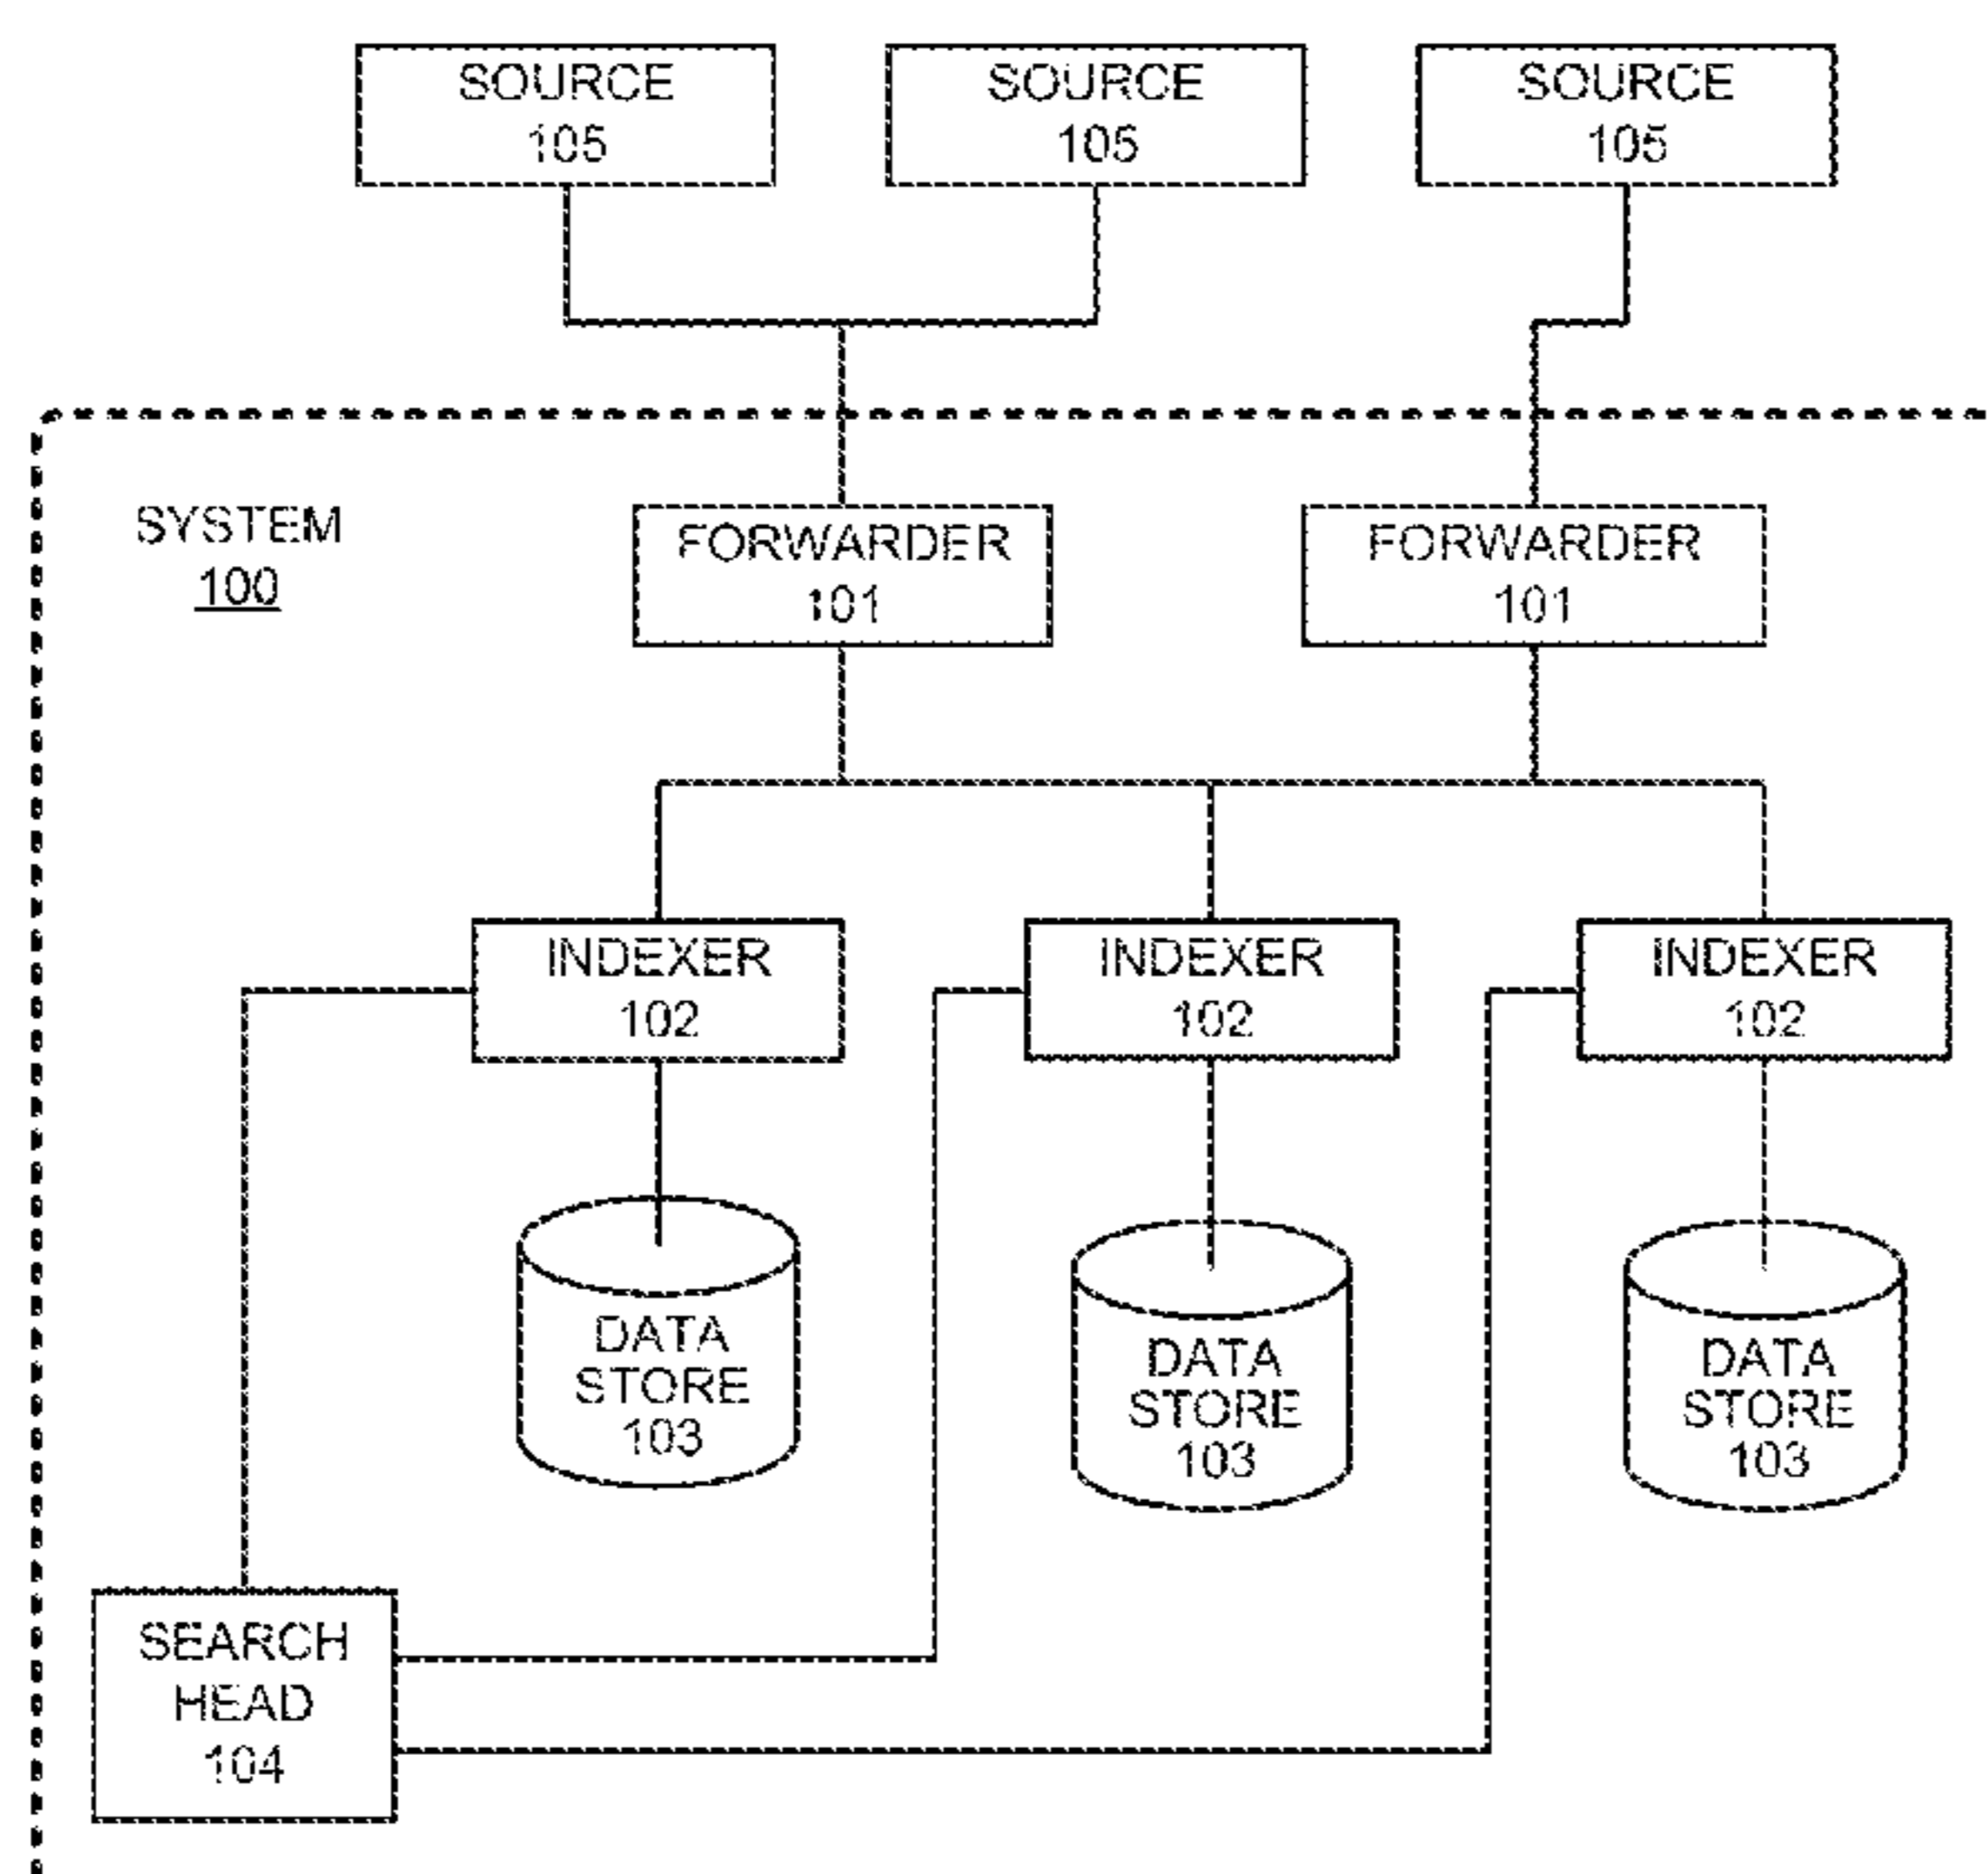 SOURCE
105
SOURCE
105
SOURCE
105
SYSTEM
100
FORWARDER
101
FORWARDER
101
INDEXER
102
INDEXER
102
INDEXER
102
DATA
STORE
103
DATA
STORE
103
DATA
STORE
103
SEARCH
HEAD
104